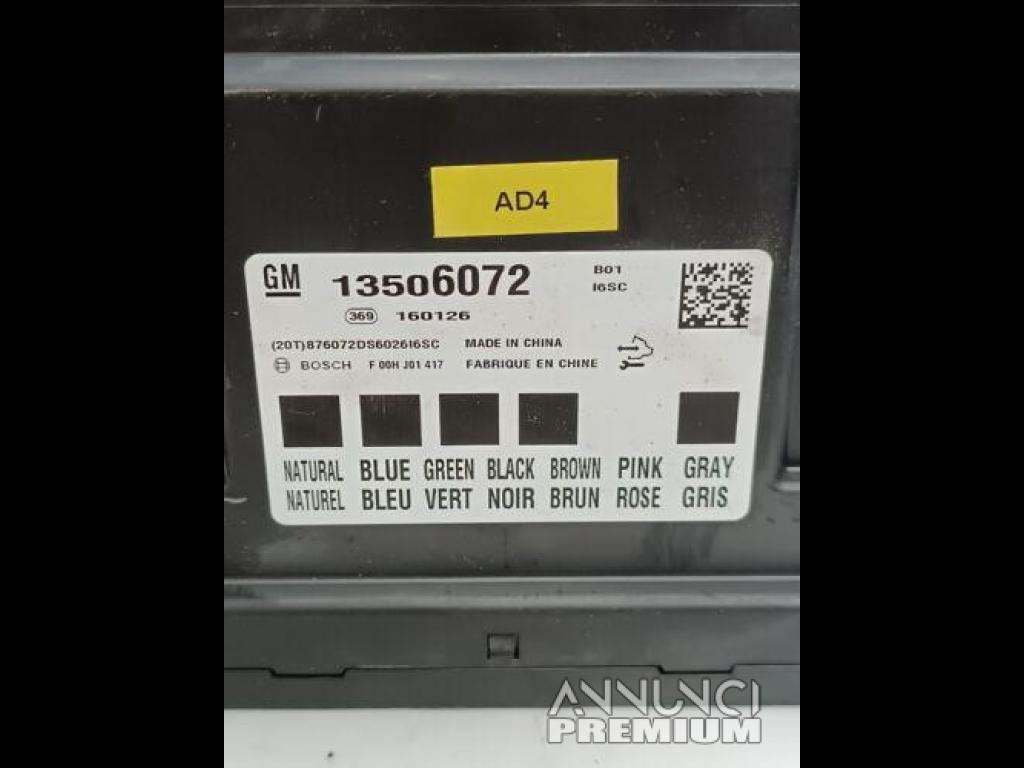 AD4
GM 13506072 B01
I6SC
369 160126
(20T)876072DS6026I6SC MADE IN CHINA
BOSCH F 00H J01 417 FABRIQUE EN CHINE
NATURAL BLUE GREEN BLACK BROWN PINK GRAY
NATUREL BLEU VERT NOIR BRUN ROSE GRIS
ANNUNCI
PREMIUM